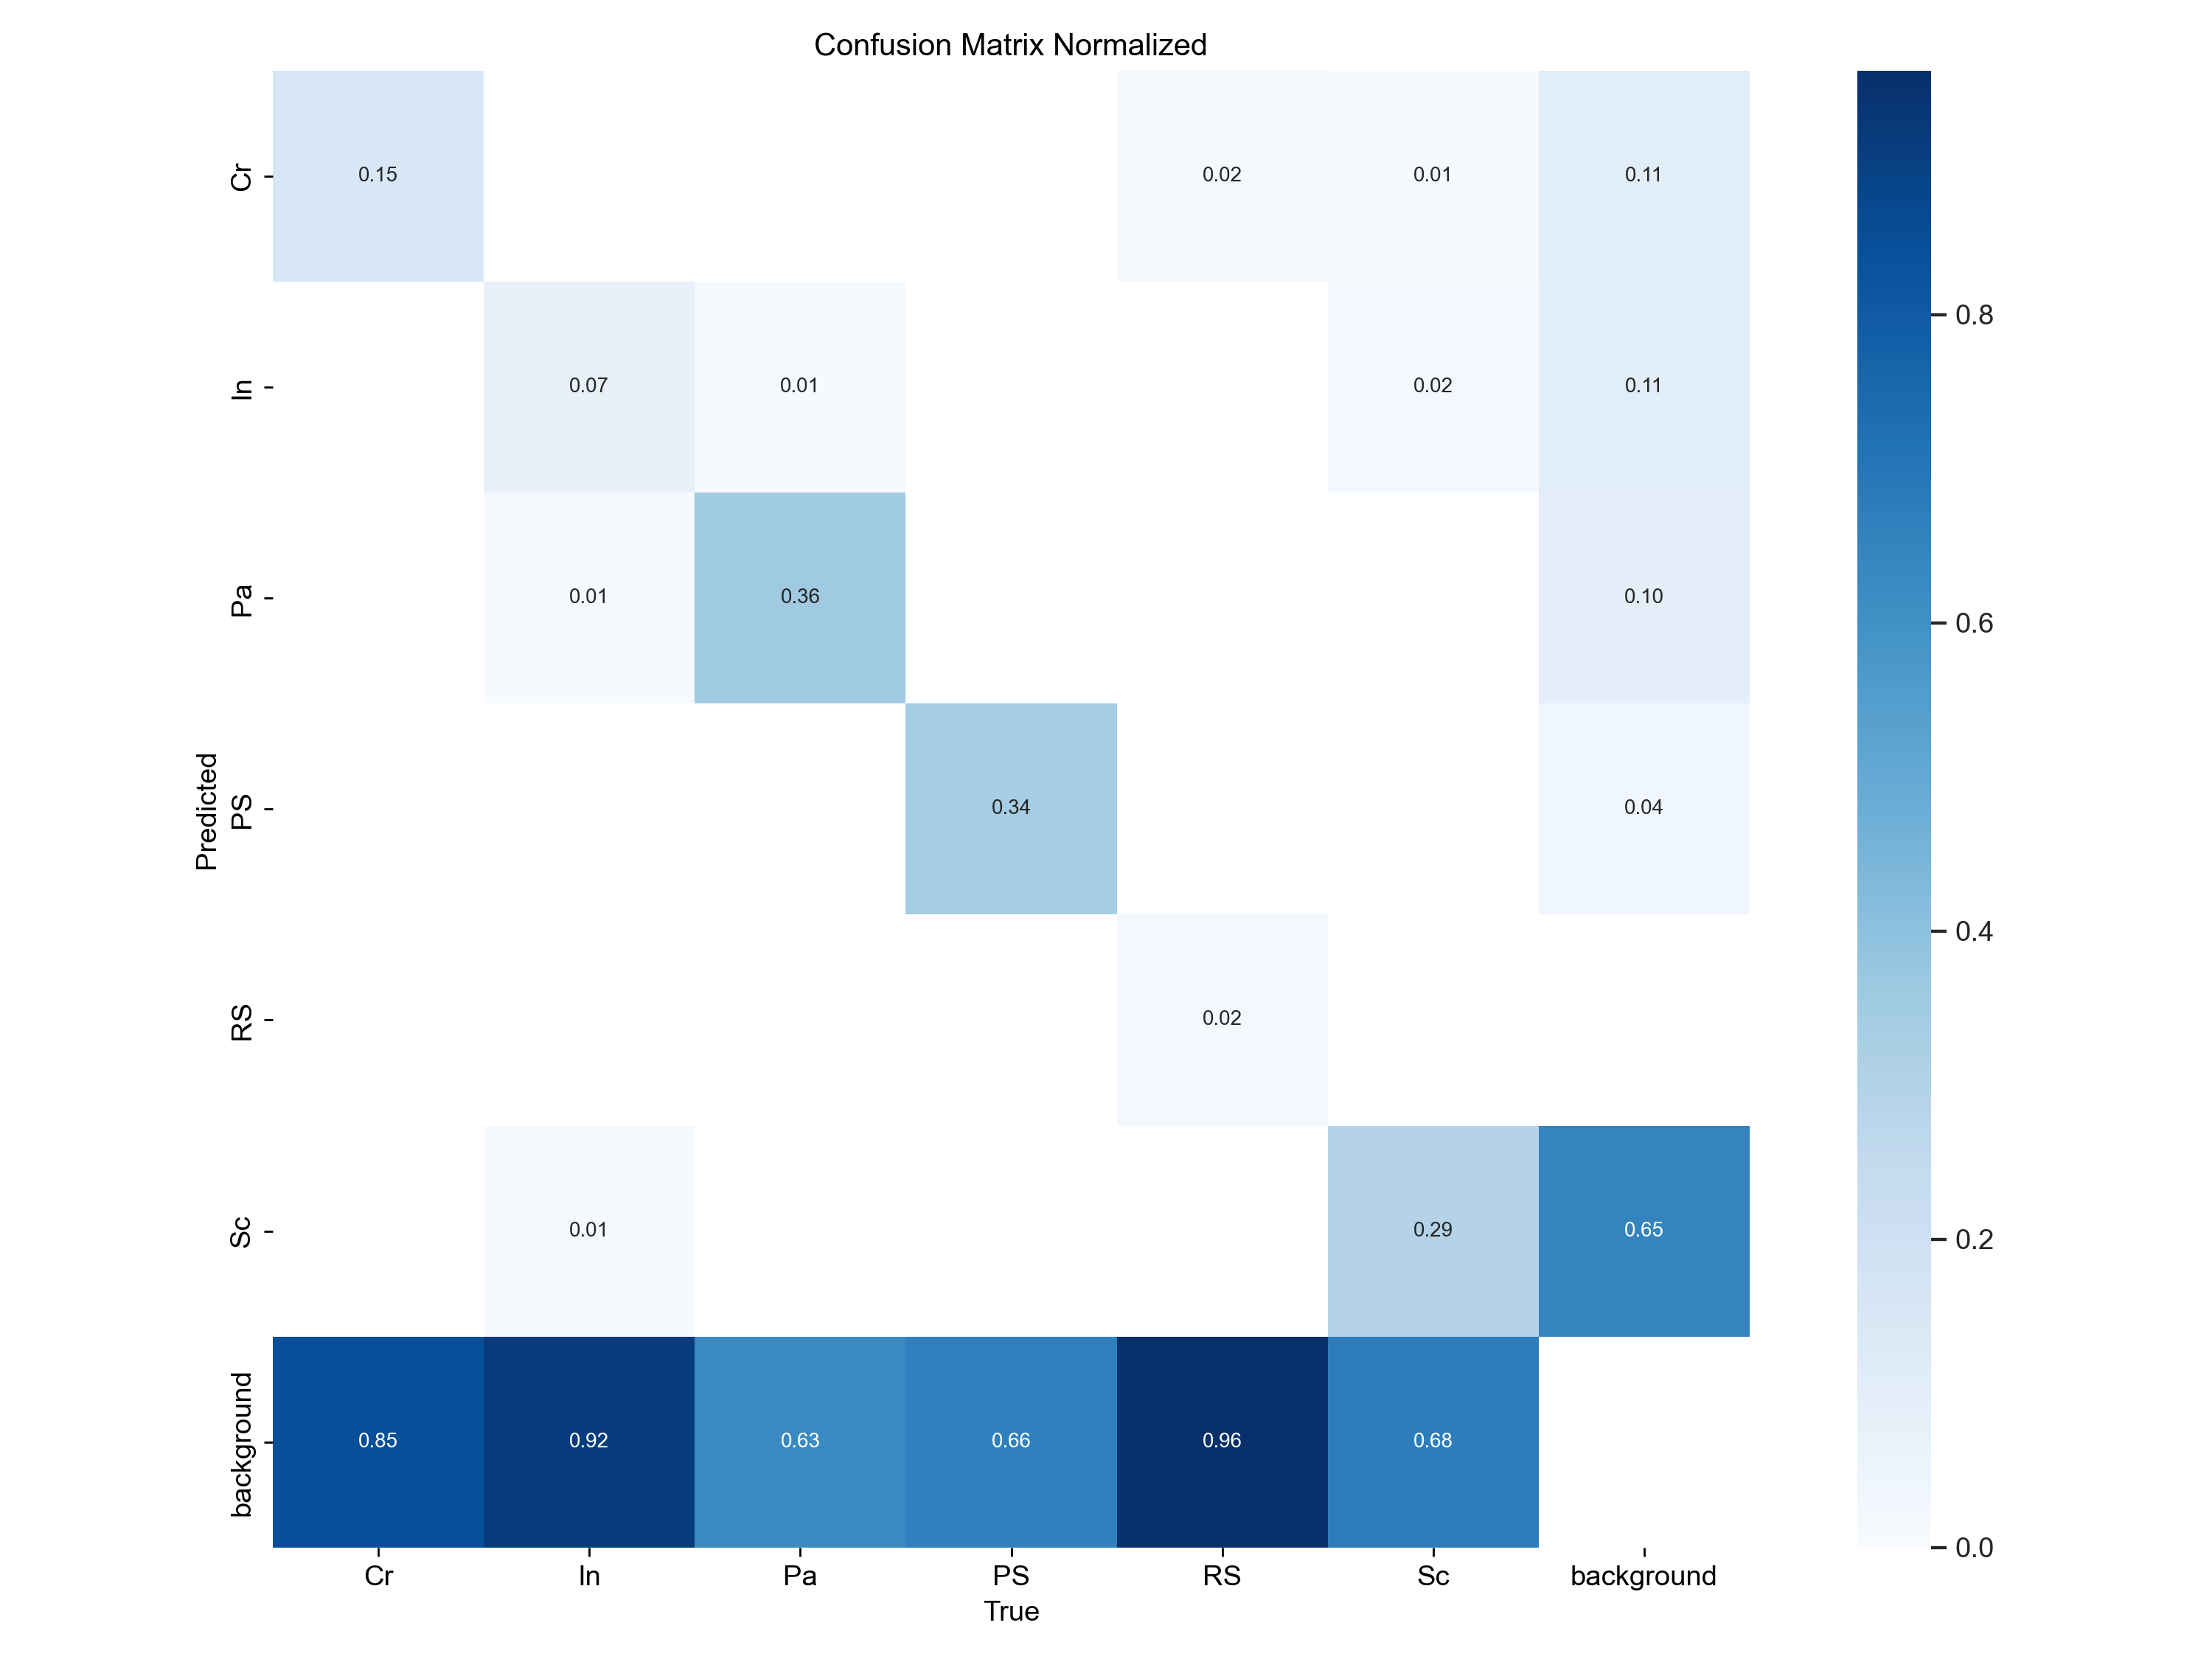 Confusion Matrix Normalized
Cr 0.15 0.02 0.01 0.11
In 0.07 0.01 0.02 0.11
Pa 0.01 0.36 0.10
PS 0.34 0.04
RS 0.02
Sc 0.01 0.29 0.65
background 0.85 0.92 0.63 0.66 0.96 0.68
Predicted
Cr In Pa PS RS Sc background
True
0.8
0.6
0.4
0.2
0.0